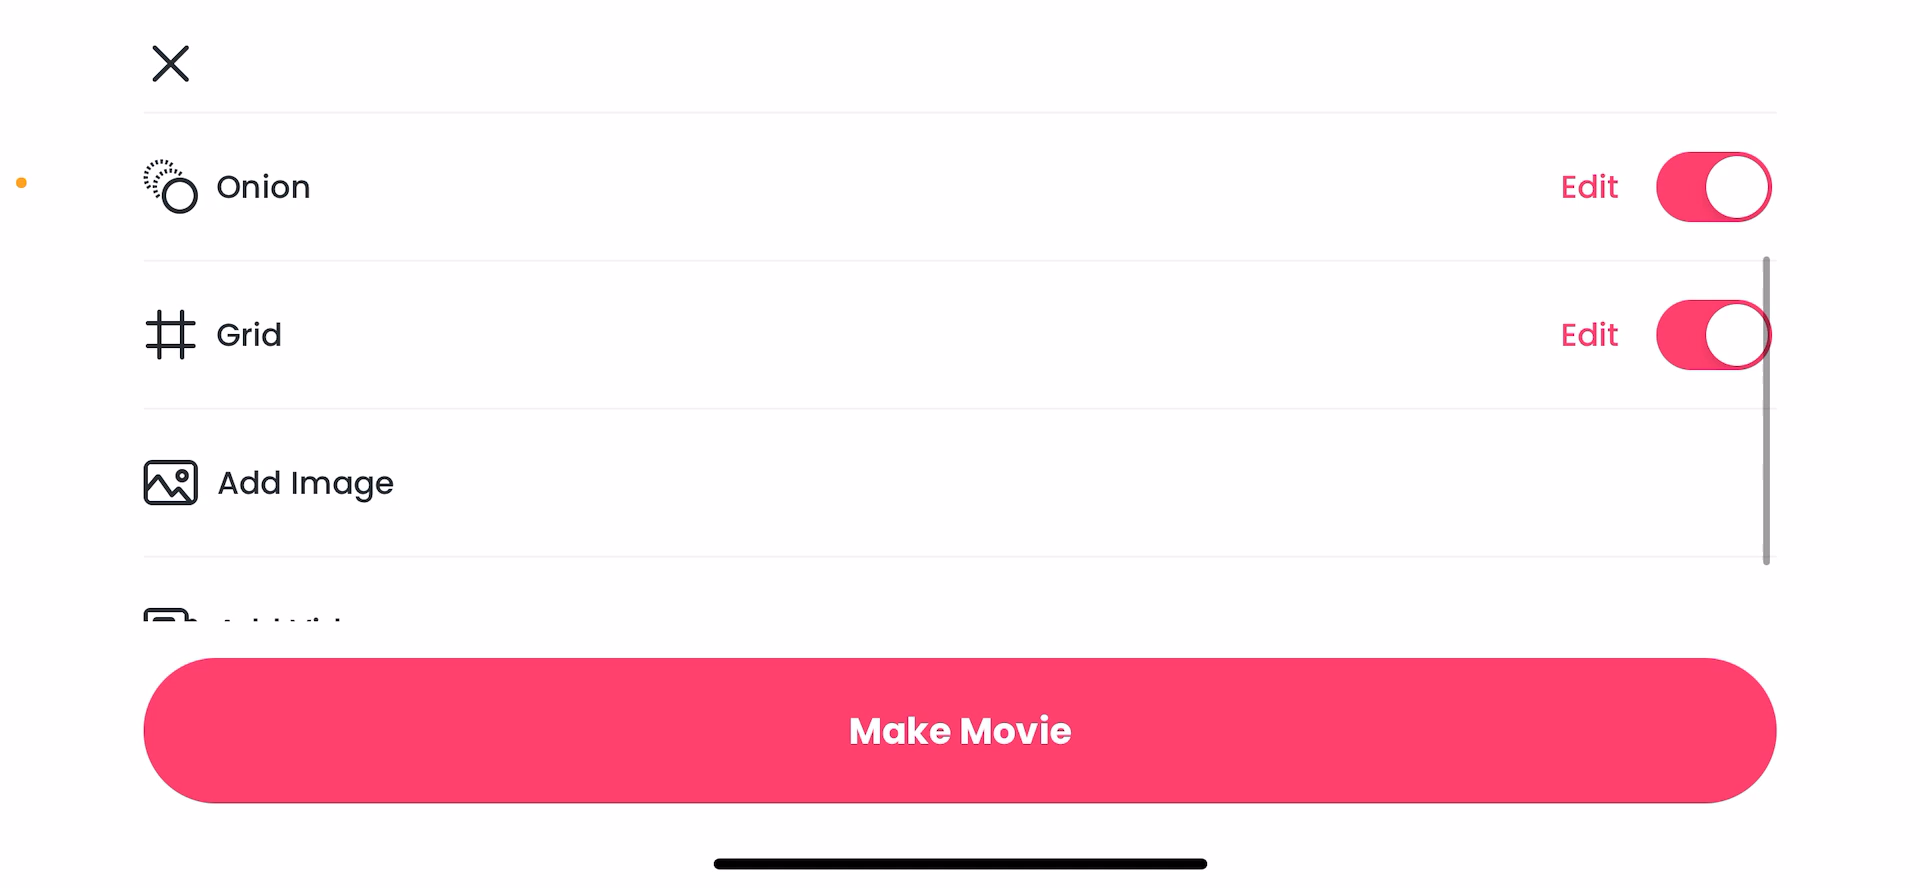 Onion
Edit
Grid
Edit
Add Image
Make Movie